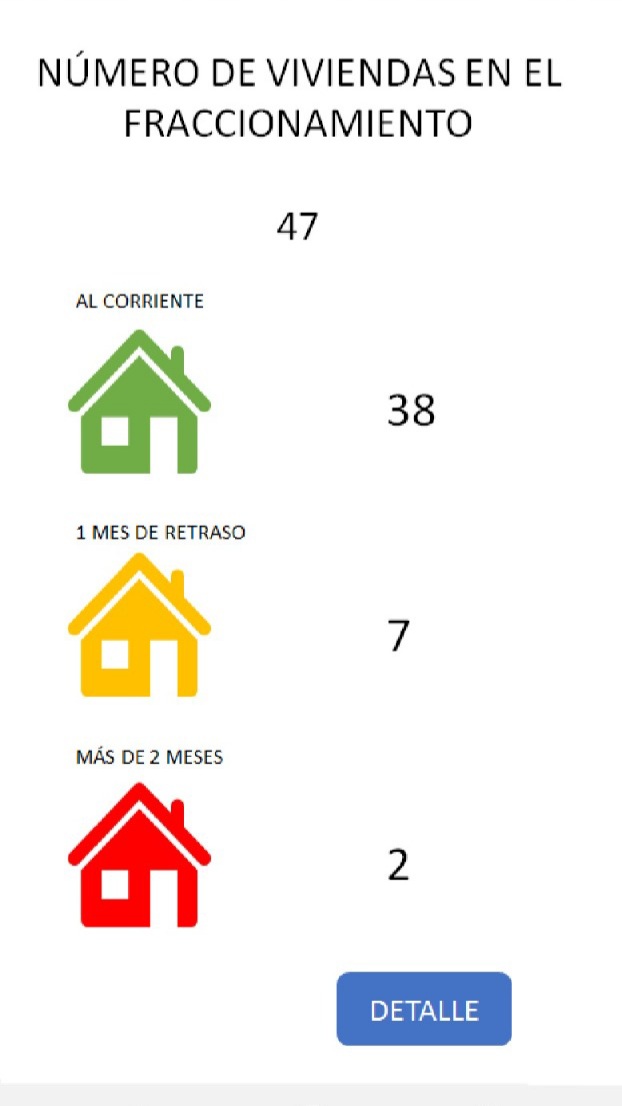 NÚMERO DE VIVIENDAS EN EL
FRACCIONAMIENTO
47
AL CORRIENTE
38
1 MES DE RETRASO
7
MÁS DE 2 MESES
2
DETALLE